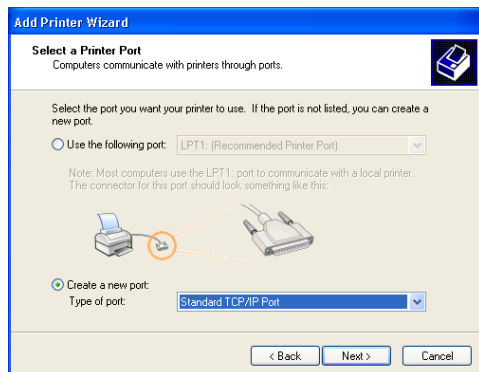 Add Printer Wizard
Select a Printer Port
Computers communicate with printers through ports.
Select the port you want your printer to use. If the port is not listed, you can create a
new port.
Use the following port: LPT1: (Recommended Printer Port)
Note: Most computers use the LPT1: port to communicate with a local printer.
The connector for this port should look something like this:
Create a new port:
Type of port: Standard TCP/IP Port
< Back Next > Cancel